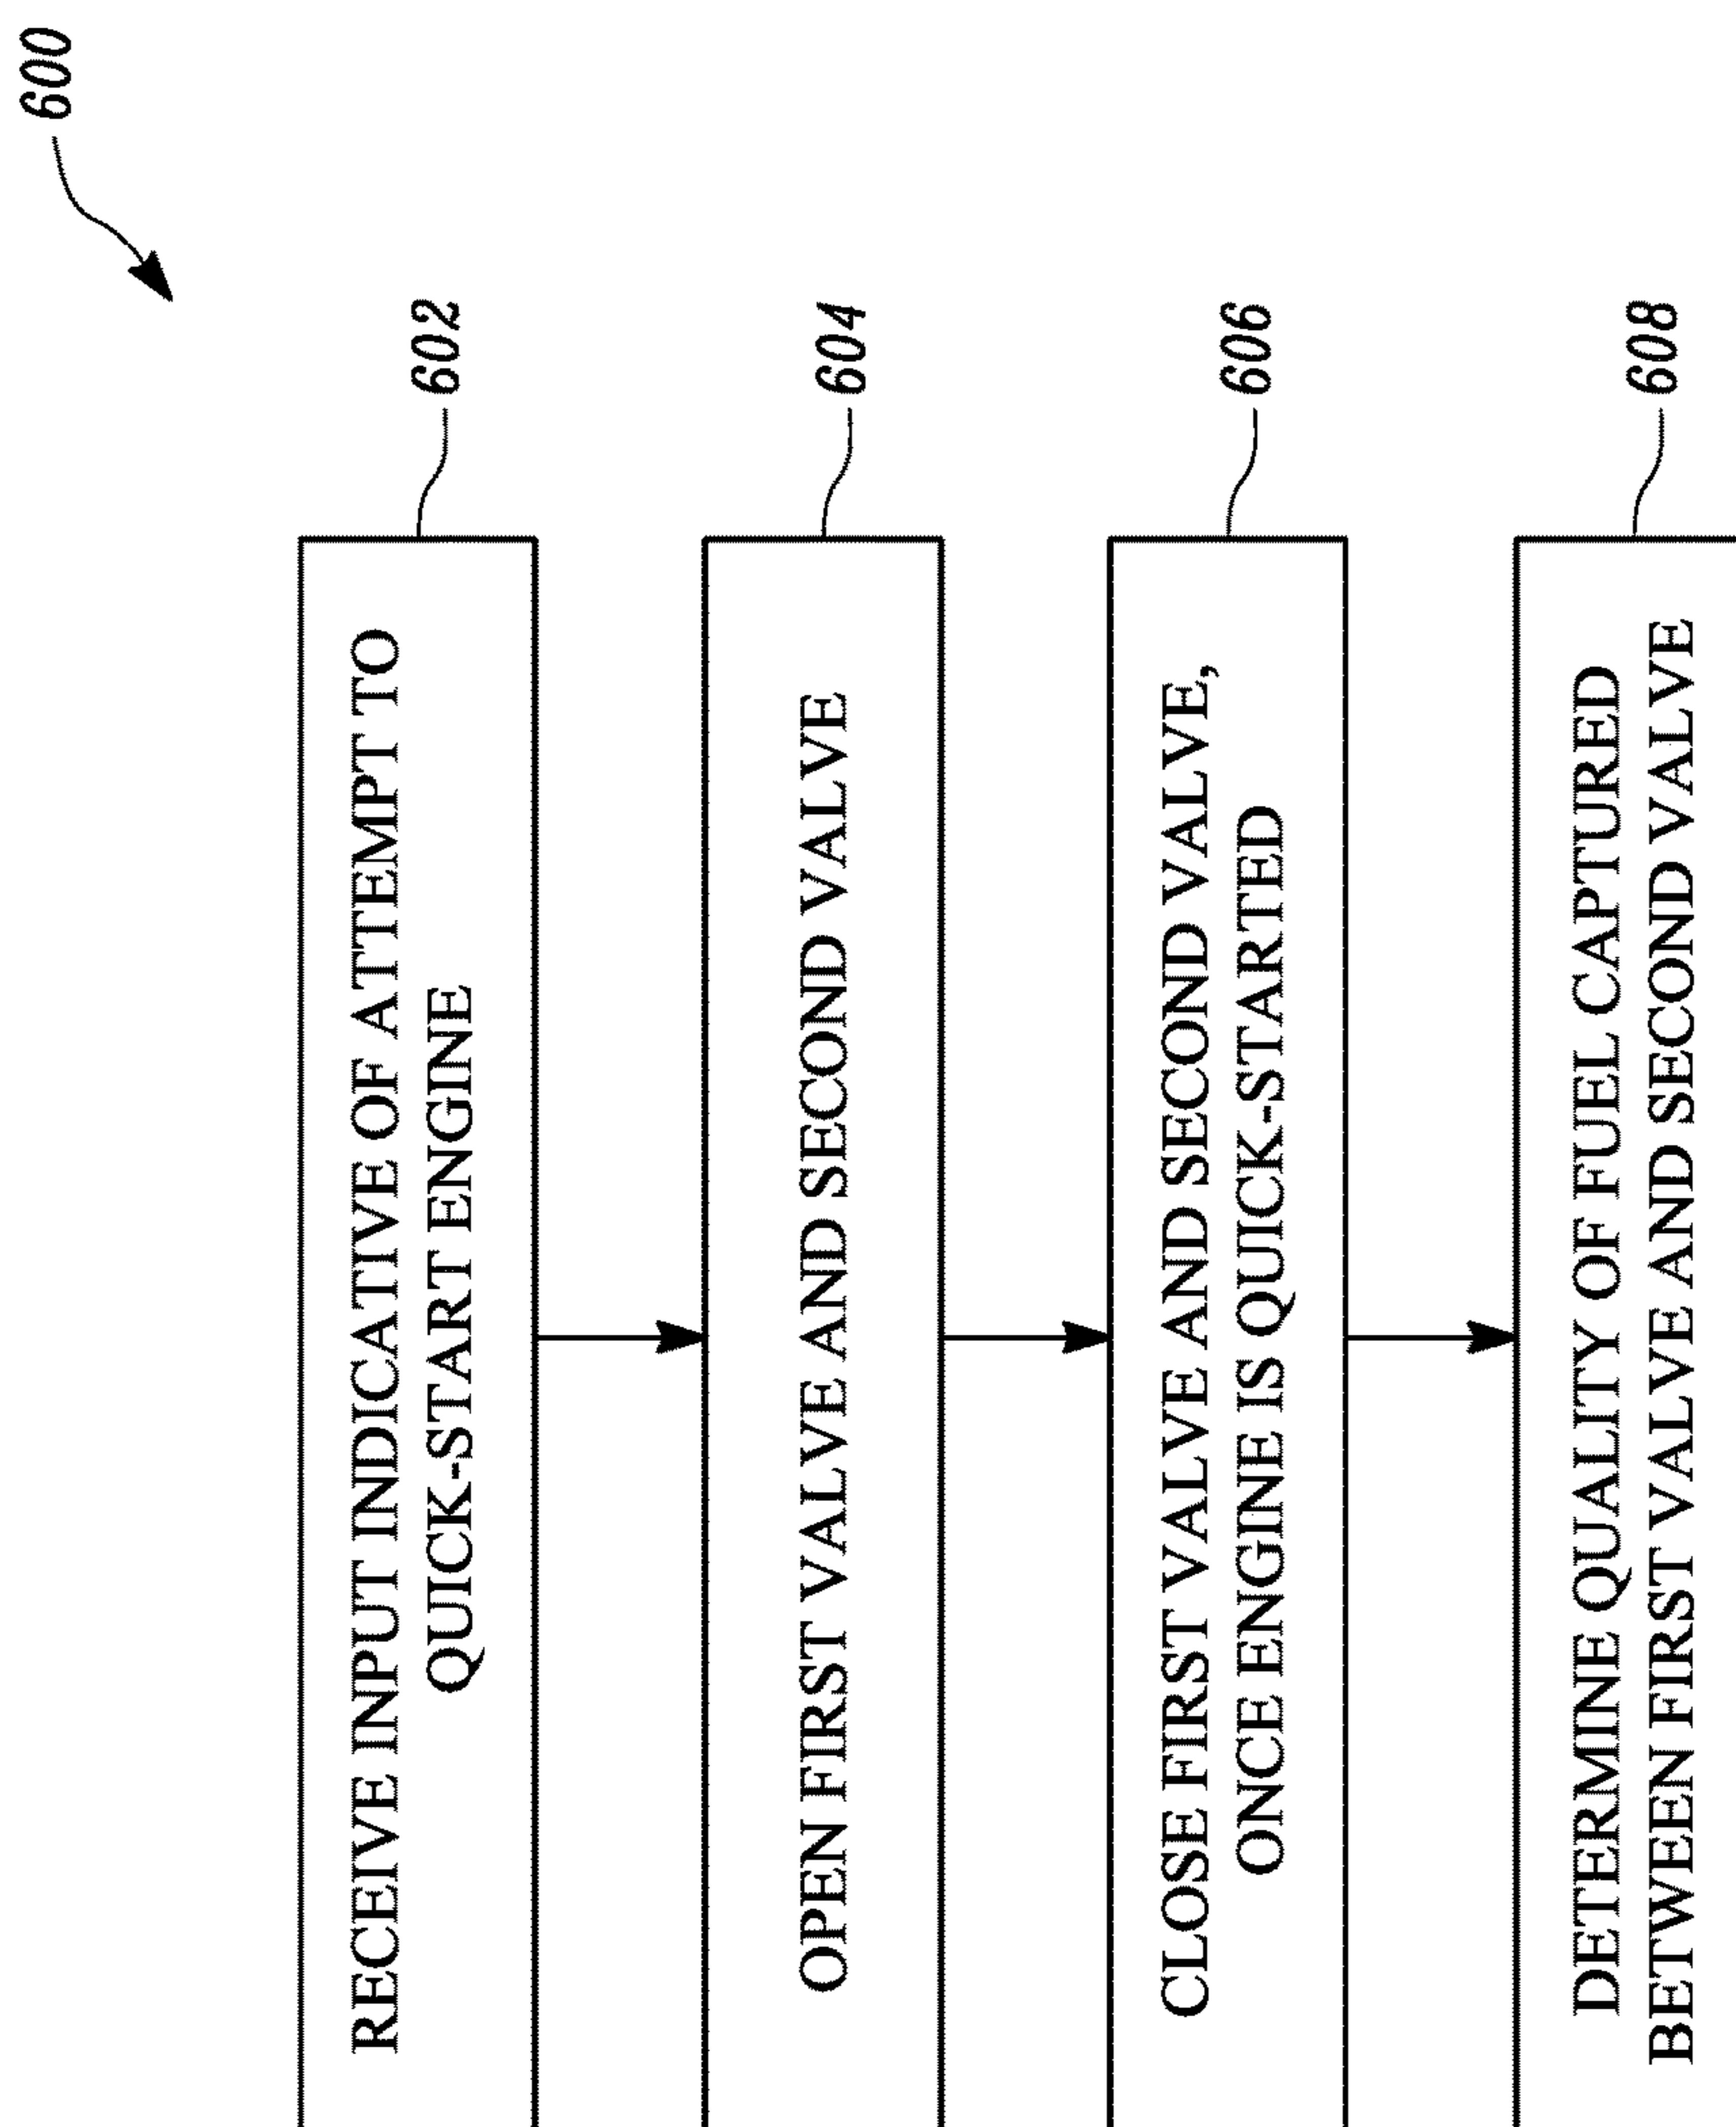 600
RECEIVE INPUT INDICATIVE OF ATTEMPT TO
QUICK-START ENGINE
602
OPEN FIRST VALVE AND SECOND VALVE
604
CLOSE FIRST VALVE AND SECOND VALVE,
ONCE ENGINE IS QUICK-STARTED
606
DETERMINE QUALITY OF FUEL CAPTURED
BETWEEN FIRST VALVE AND SECOND VALVE
608